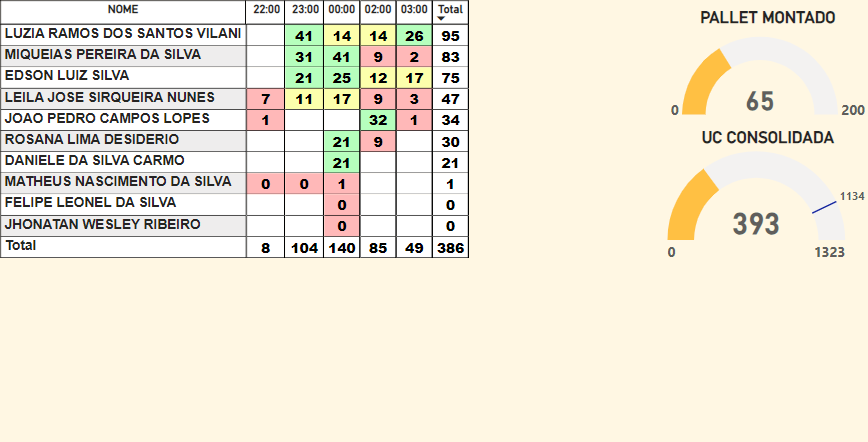 NOME 22:00 23:00 00:00 02:00 03:00 Total
LUZIA RAMOS DOS SANTOS VILANI 41 14 14 26 95
MIQUEIAS PEREIRA DA SILVA 31 41 9 2 83
EDSON LUIZ SILVA 21 25 12 17 75
LEILA JOSE SIRQUEIRA NUNES 7 11 17 9 3 47
JOAO PEDRO CAMPOS LOPES 1 32 1 34
ROSANA LIMA DESIDERIO 21 9 30
DANIELE DA SILVA CARMO 21 21
MATHEUS NASCIMENTO DA SILVA 0 0 1 1
FELIPE LEONEL DA SILVA 0 0
JHONATAN WESLEY RIBEIRO 0 0
Total 8 104 140 85 49 386
PALLET MONTADO
65
0 200
UC CONSOLIDADA
1134
393
0 1323